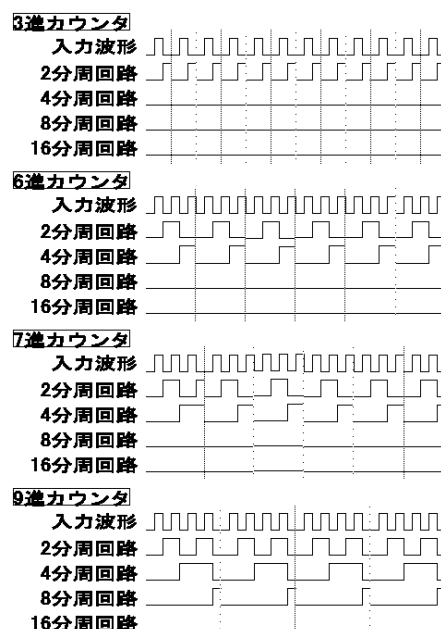 3進カウンタ
入力波形
2分周回路
4分周回路
8分周回路
16分周回路
6進カウンタ
入力波形
2分周回路
4分周回路
8分周回路
16分周回路
7進カウンタ
入力波形
2分周回路
4分周回路
8分周回路
16分周回路
9進カウンタ
入力波形
2分周回路
4分周回路
8分周回路
16分周回路